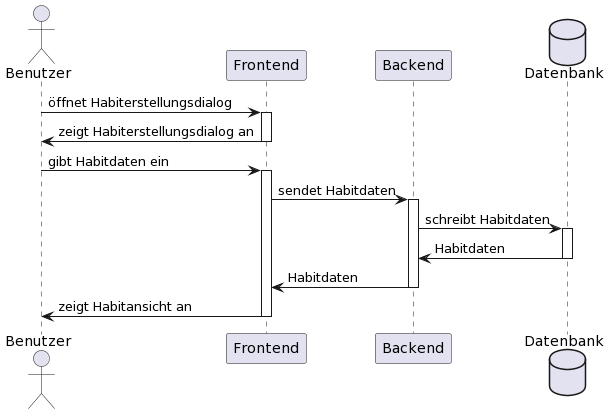 Benutzer
Frontend
Backend
Datenbank
öffnet Habiterstellungsdialog
zeigt Habiterstellungsdialog an
gibt Habitdaten ein
sendet Habitdaten
schreibt Habitdaten
Habitdaten
Habitdaten
zeigt Habitansicht an
Benutzer
Frontend
Backend
Datenbank